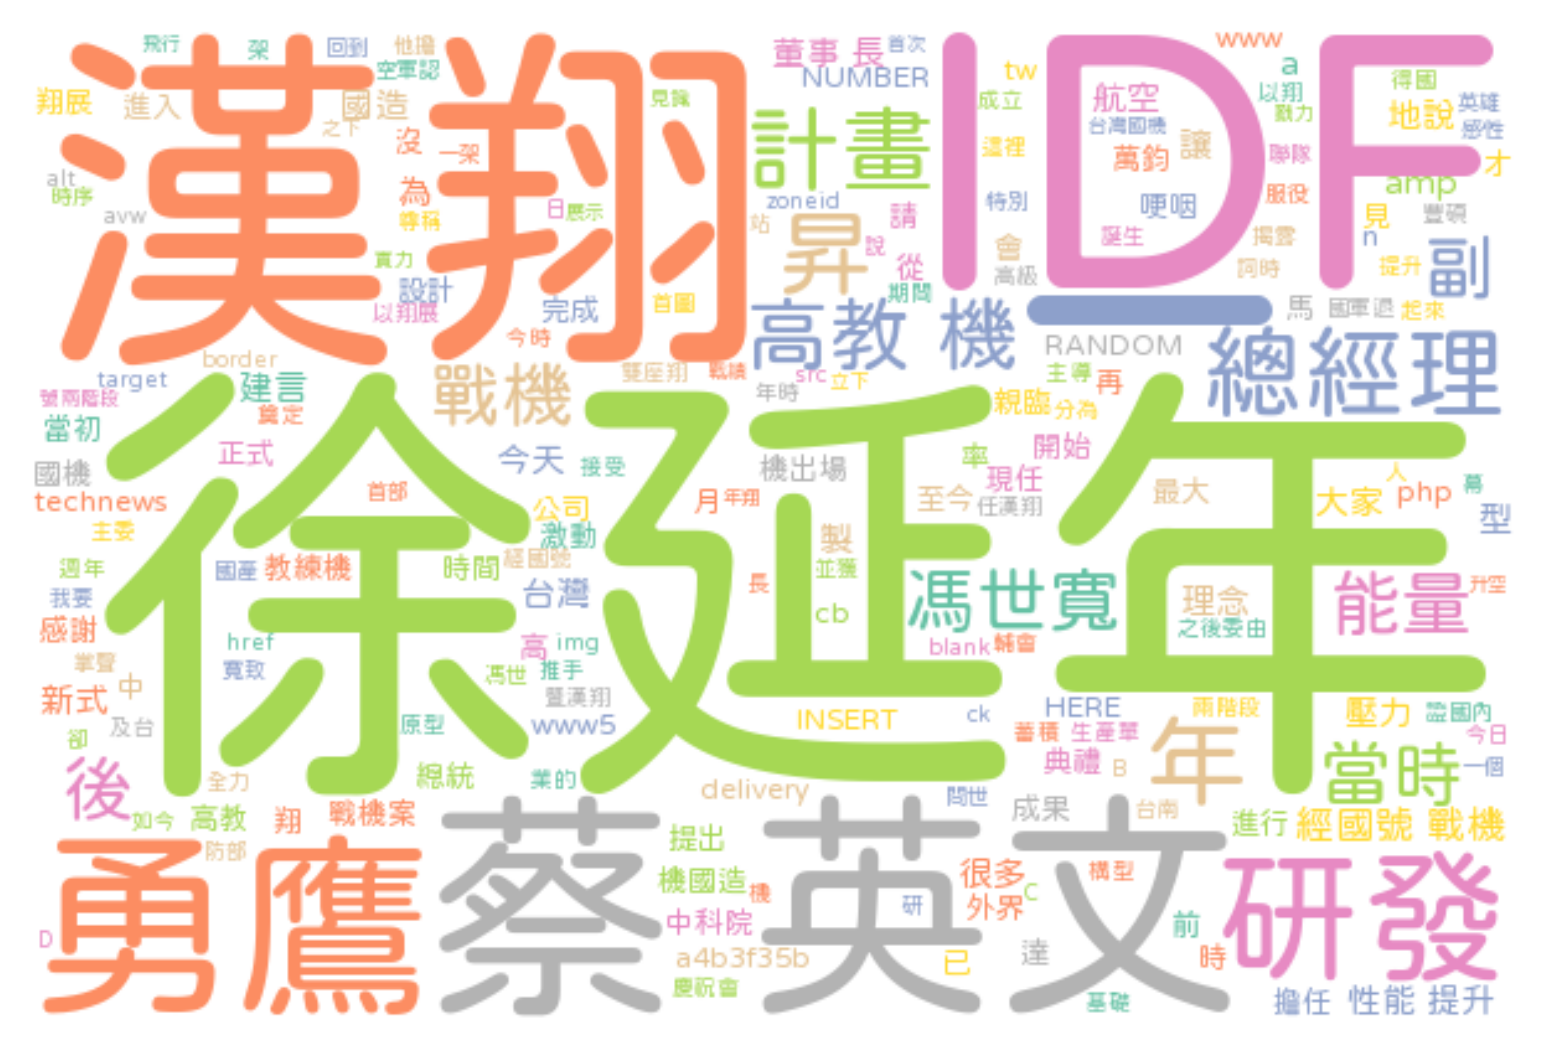 飛行 架 回到 他擔 董事 長 首次 www
空軍認 NUMBER tw a 得國
翔展 進入 國造 見識 成立 航空 以翔 地說 英雄
漢翔 IDF
之下 沒 一架 計畫 這裡 台灣國機 萬鈞 讓 戮力 聯隊 感性 才
alt 時序 為 尊稱 zoneid 特別 哽咽 服役 amp
avw 日 展示 站 昇 請 說 誕生 揭露 見 豐碩 n
實力 會 高級 從 期間 同時 提升 副
設計 以翔展 完成 首圖 馬 國軍退 起來
今時 高教 機 RANDOM 總經理
border target 建言 戰機 雙座翔 戰績 src 立下 年時 主導 再
號兩階段 奠定 親臨 分為
當初 正式 今天 接受 機出場 率 開始
徐延年
國機 technews 首部 公司 月 年翔 至今 現任 任漢翔 最大 大家 人 php 幕 型
主委 激動 製
週年 國產 教練機 時間 經國號 並獲 馮世寬 能量 升空
我要 台灣 長 cb 理念 之後委由
感謝 href 高 img blank 輔會
掌聲 寬致 馮世 推手
新式 中 暨漢翔 HERE 兩階段 壓力 證國內
及台 原型 www5 INSERT ck 蓄積 生產單 今日
卻 後 全力 總統 業的 典禮 B 年 當時 一個
delivery 問世 成果 台南
如今 高教 翔 戰機案 提出 進行 經國號 戰機
防部 勇鷹 蔡英文 研發
機國造 機 很多 C 構型
中科院 研 外界 前
D a4b3f35b 已 達 時
慶祝會 基礎 擔任 性能 提升